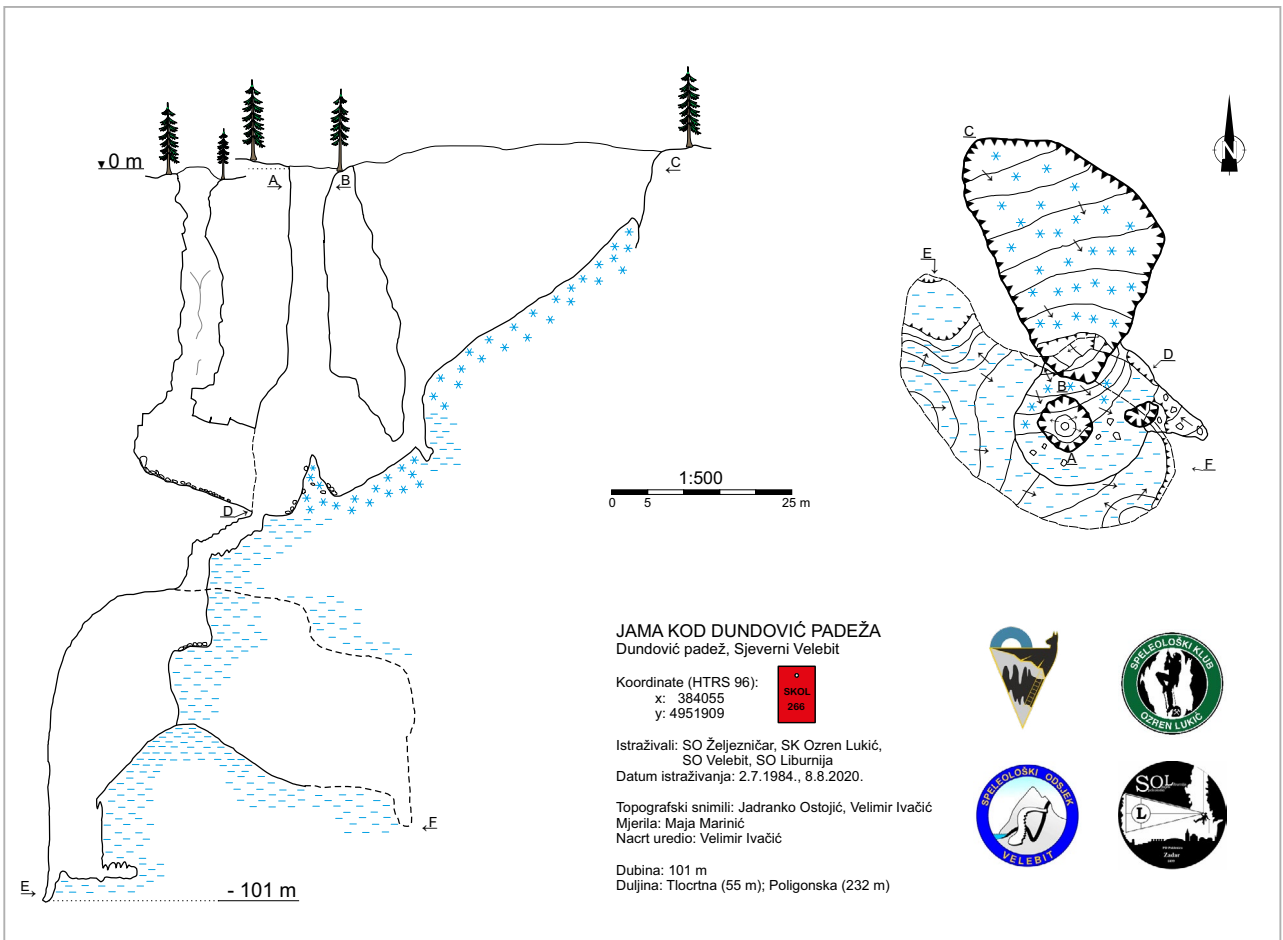 0 m
A
B
C
D
E
F
- 101 m
C
N
E
D
B
A
F
1:500
0 5 25 m
JAMA KOD DUNDOVIĆ PADEŽA
Dundović padež, Sjeverni Velebit
Koordinate (HTRS 96):
x: 384055
y: 4951909
SKOL
266
Istraživali: SO Željezničar, SK Ozren Lukić,
SO Velebit, SO Liburnija
Datum istraživanja: 2.7.1984., 8.8.2020.
Topografski snimili: Jadranko Ostojić, Velimir Ivačić
Mjerila: Maja Marinić
Nacrt uredio: Velimir Ivačić
Dubina: 101 m
Duljina: Tlocrtna (55 m); Poligonska (232 m)
SPELEOLOŠKI KLUB
OZREN LUKIĆ
SPELEOLOŠKI ODSJEK
VELEBIT
SOL
L
Zadar